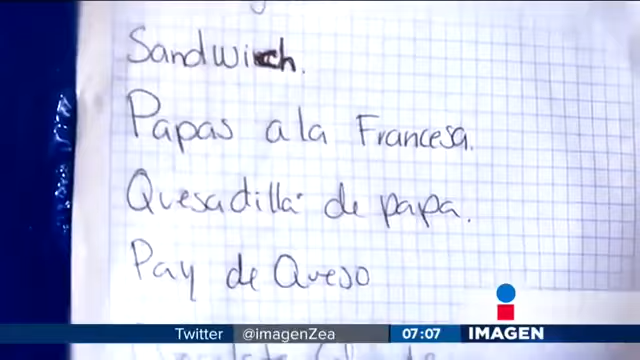 Sandwich.
Papas a la Francesa.
Quesadilla de papa.
Pay de Queso
Twitter @imagenZea 07:07 IMAGEN